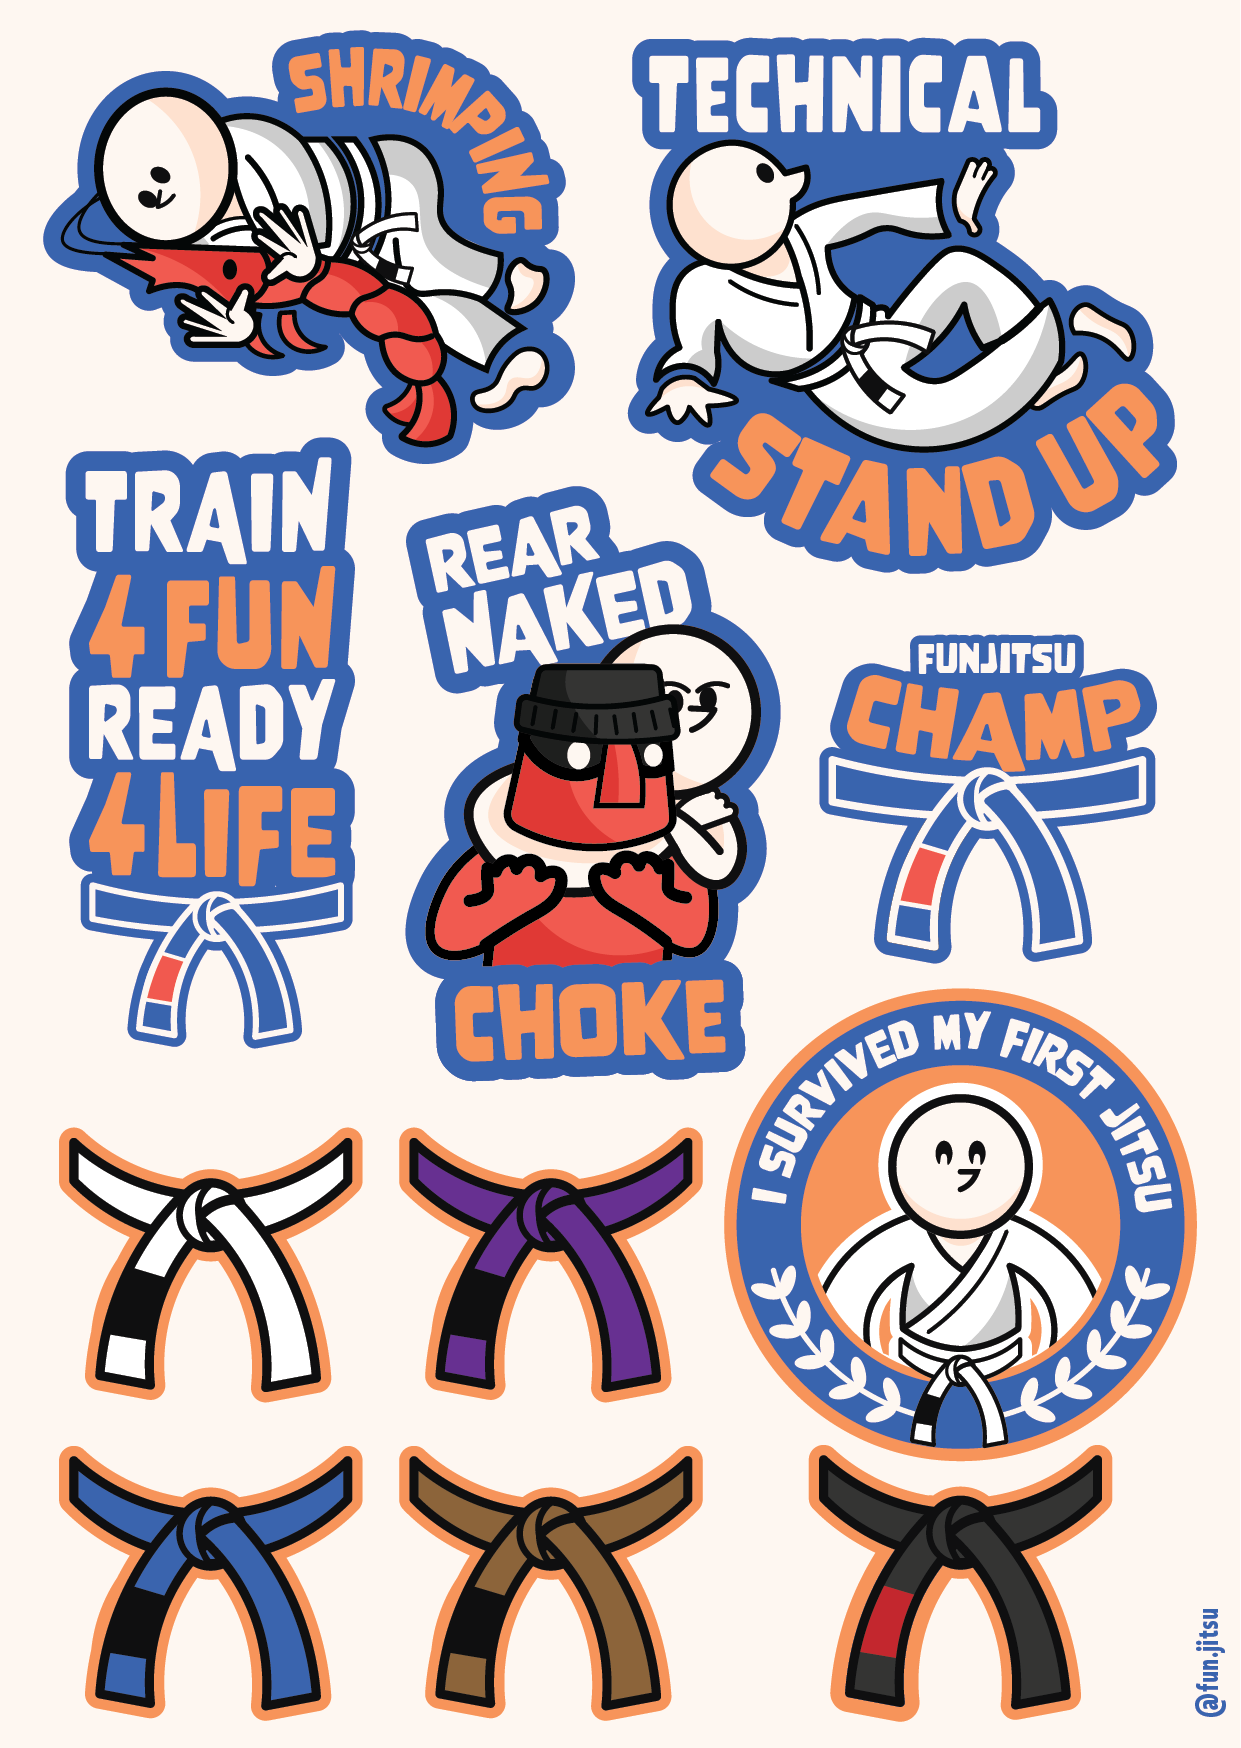 SHRIMPING
TECHNICAL
STAND UP
TRAIN
4 FUN
READY
4 LIFE
REAR
NAKED
CHOKE
FUNJITSU
CHAMP
I SURVIVED MY FIRST JITSU
@fun.jitsu